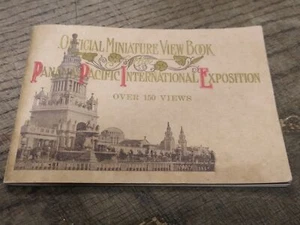 Official Miniature View Book
Panama Pacific International Exposition
OVER 150 VIEWS